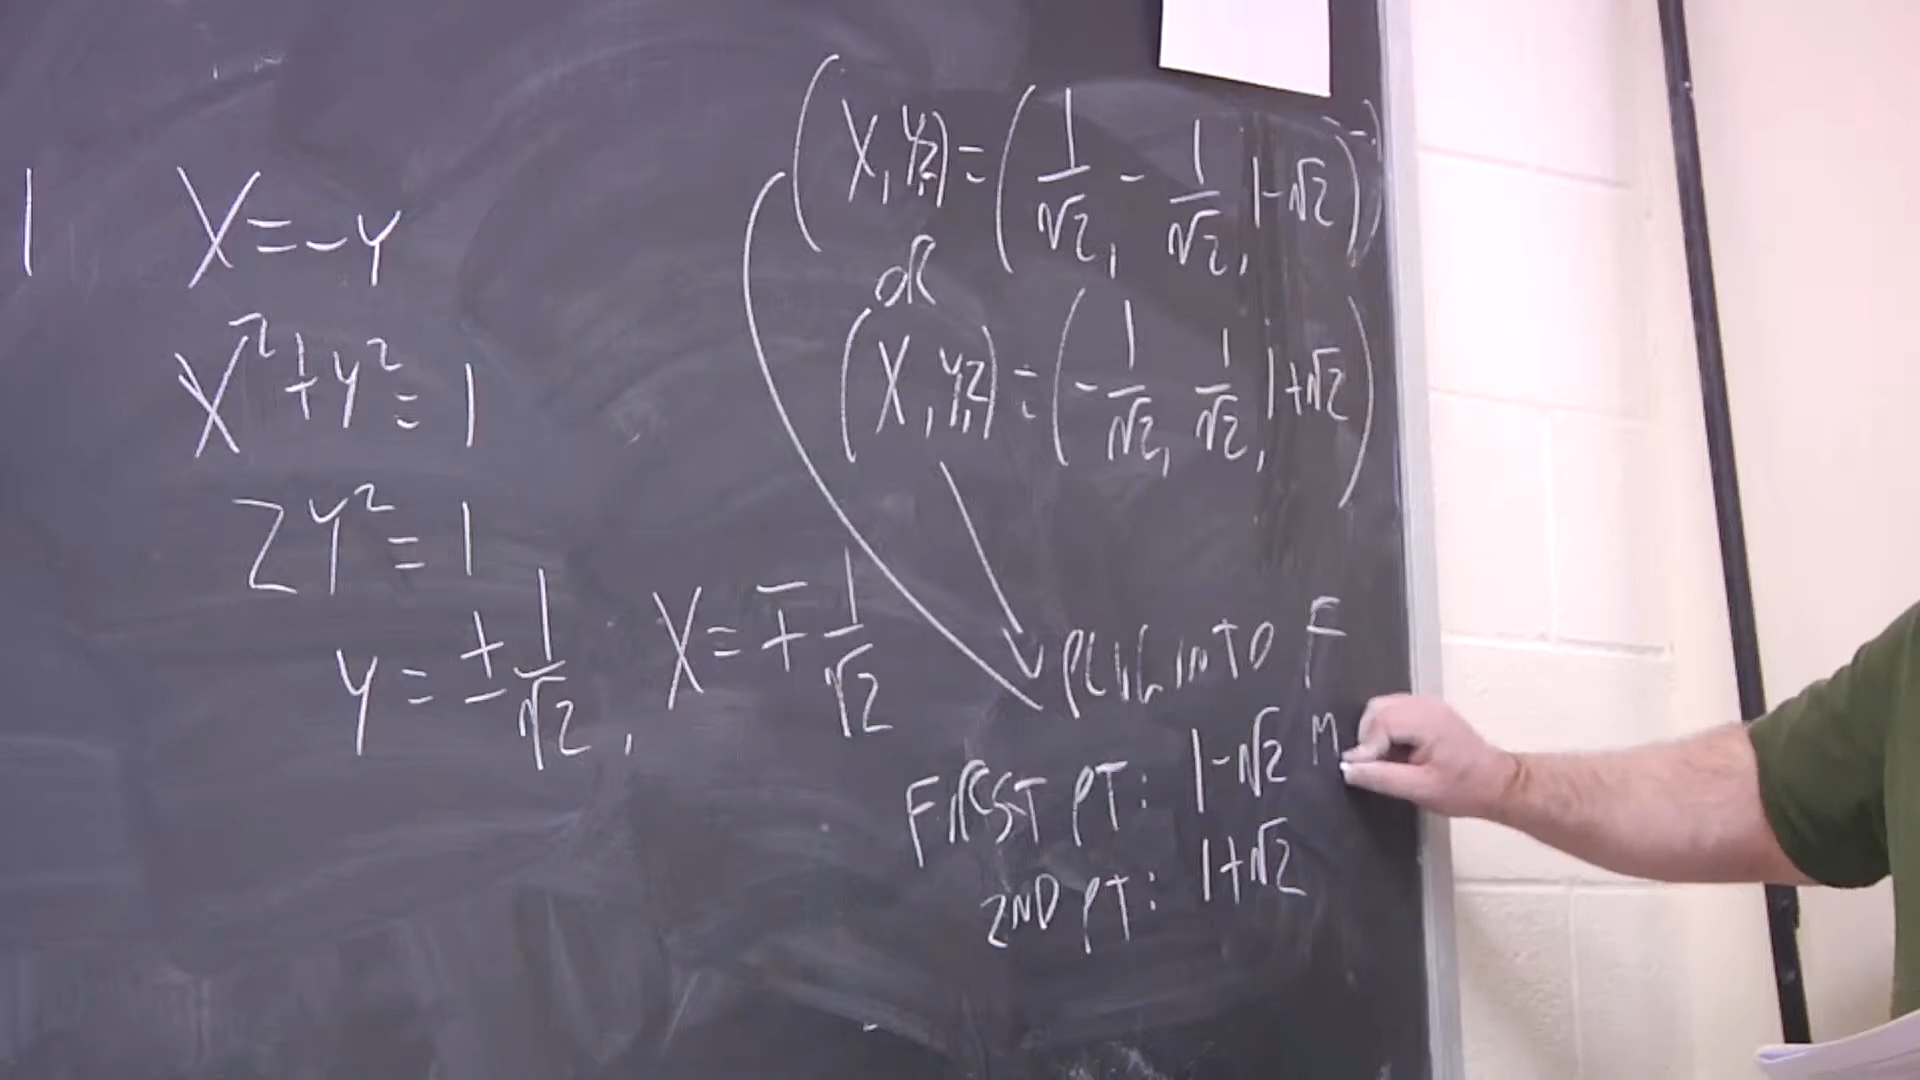 1
X = -Y
X² + Y² = 1
2Y² = 1
Y = ± 1/√2, X = ∓ 1/√2
(X, Y, Z) = (1/√2, -1/√2, 1-√2)
OR
(X, Y, Z) = (-1/√2, 1/√2, 1+√2)
PLUG INTO F
FIRST PT: 1-√2 M
2ND PT: 1+√2